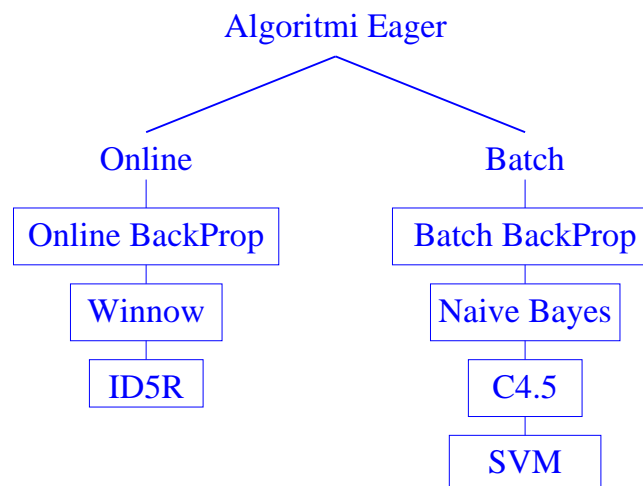 Algoritmi Eager
Online
Batch
Online BackProp
Batch BackProp
Winnow
Naive Bayes
ID5R
C4.5
SVM